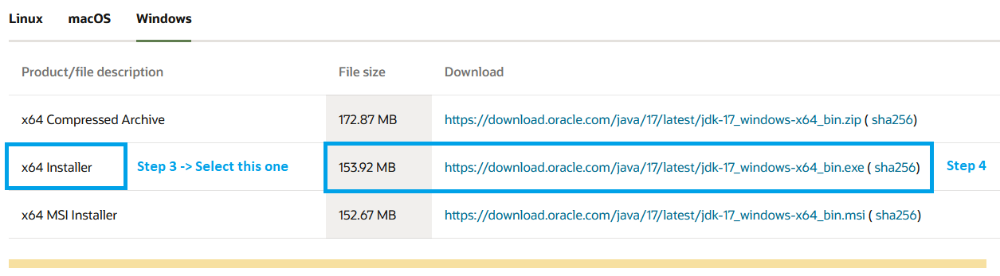 Linux macOS Windows
Product/file description File size Download
x64 Compressed Archive 172.87 MB https://download.oracle.com/java/17/latest/jdk-17_windows-x64_bin.zip ( sha256)
x64 Installer Step 3 -> Select this one 153.92 MB https://download.oracle.com/java/17/latest/jdk-17_windows-x64_bin.exe ( sha256) Step 4
x64 MSI Installer 152.67 MB https://download.oracle.com/java/17/latest/jdk-17_windows-x64_bin.msi ( sha256)